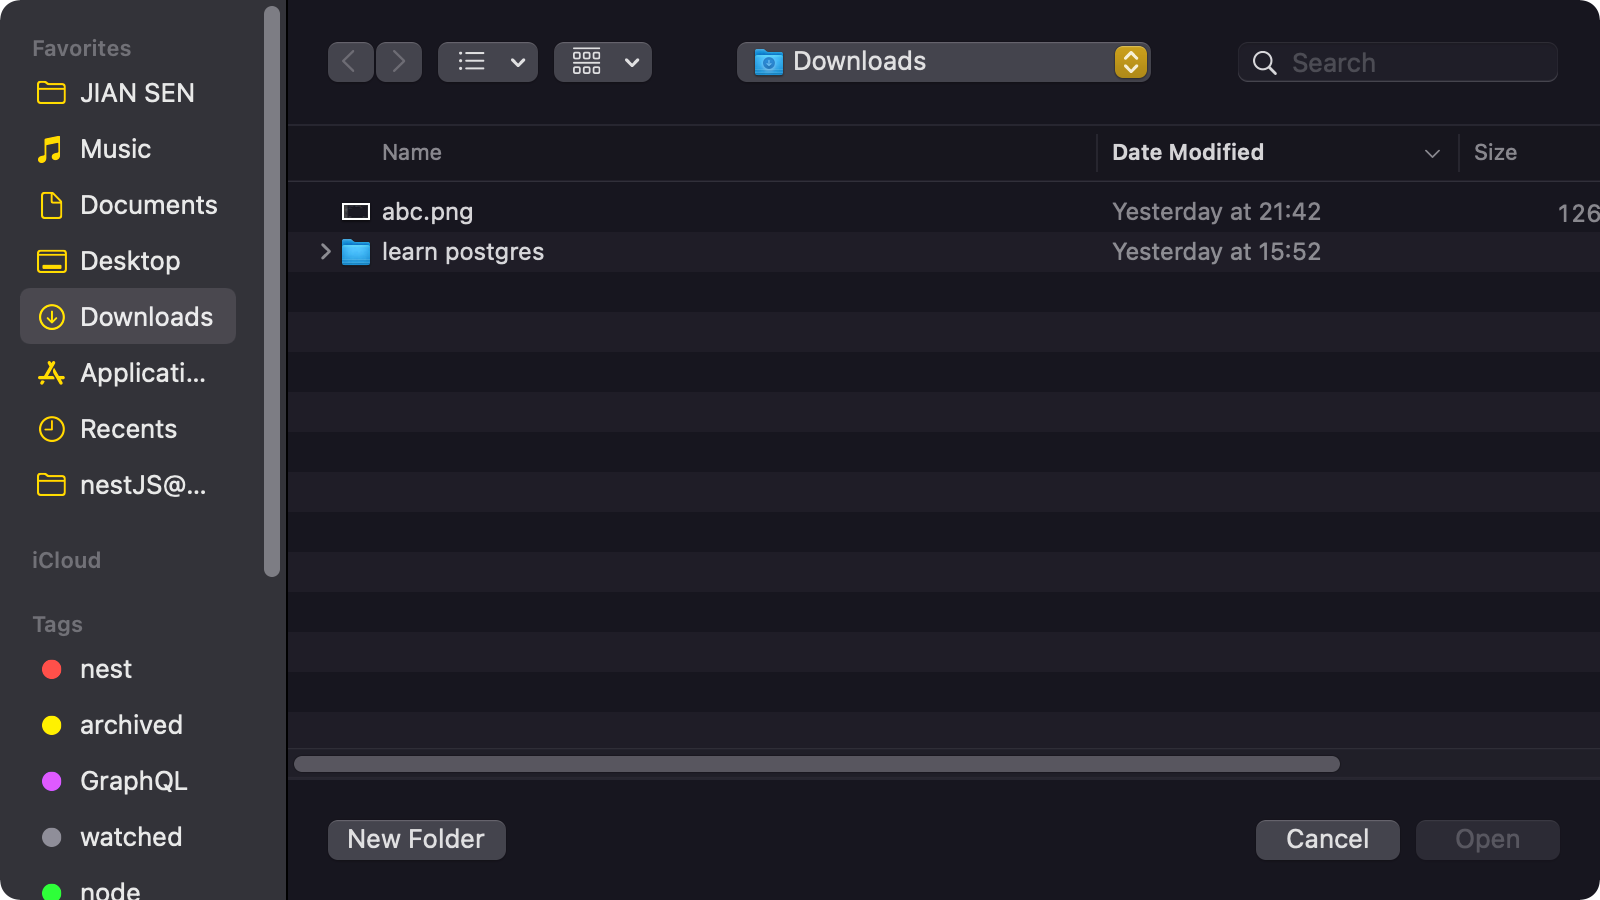 Favorites
JIAN SEN
Music
Documents
Desktop
Downloads
Applicati...
Recents
nestJS@...
iCloud
Tags
nest
archived
GraphQL
watched
node
Downloads
Search
Name Date Modified Size
abc.png Yesterday at 21:42 126
learn postgres Yesterday at 15:52
New Folder Cancel Open